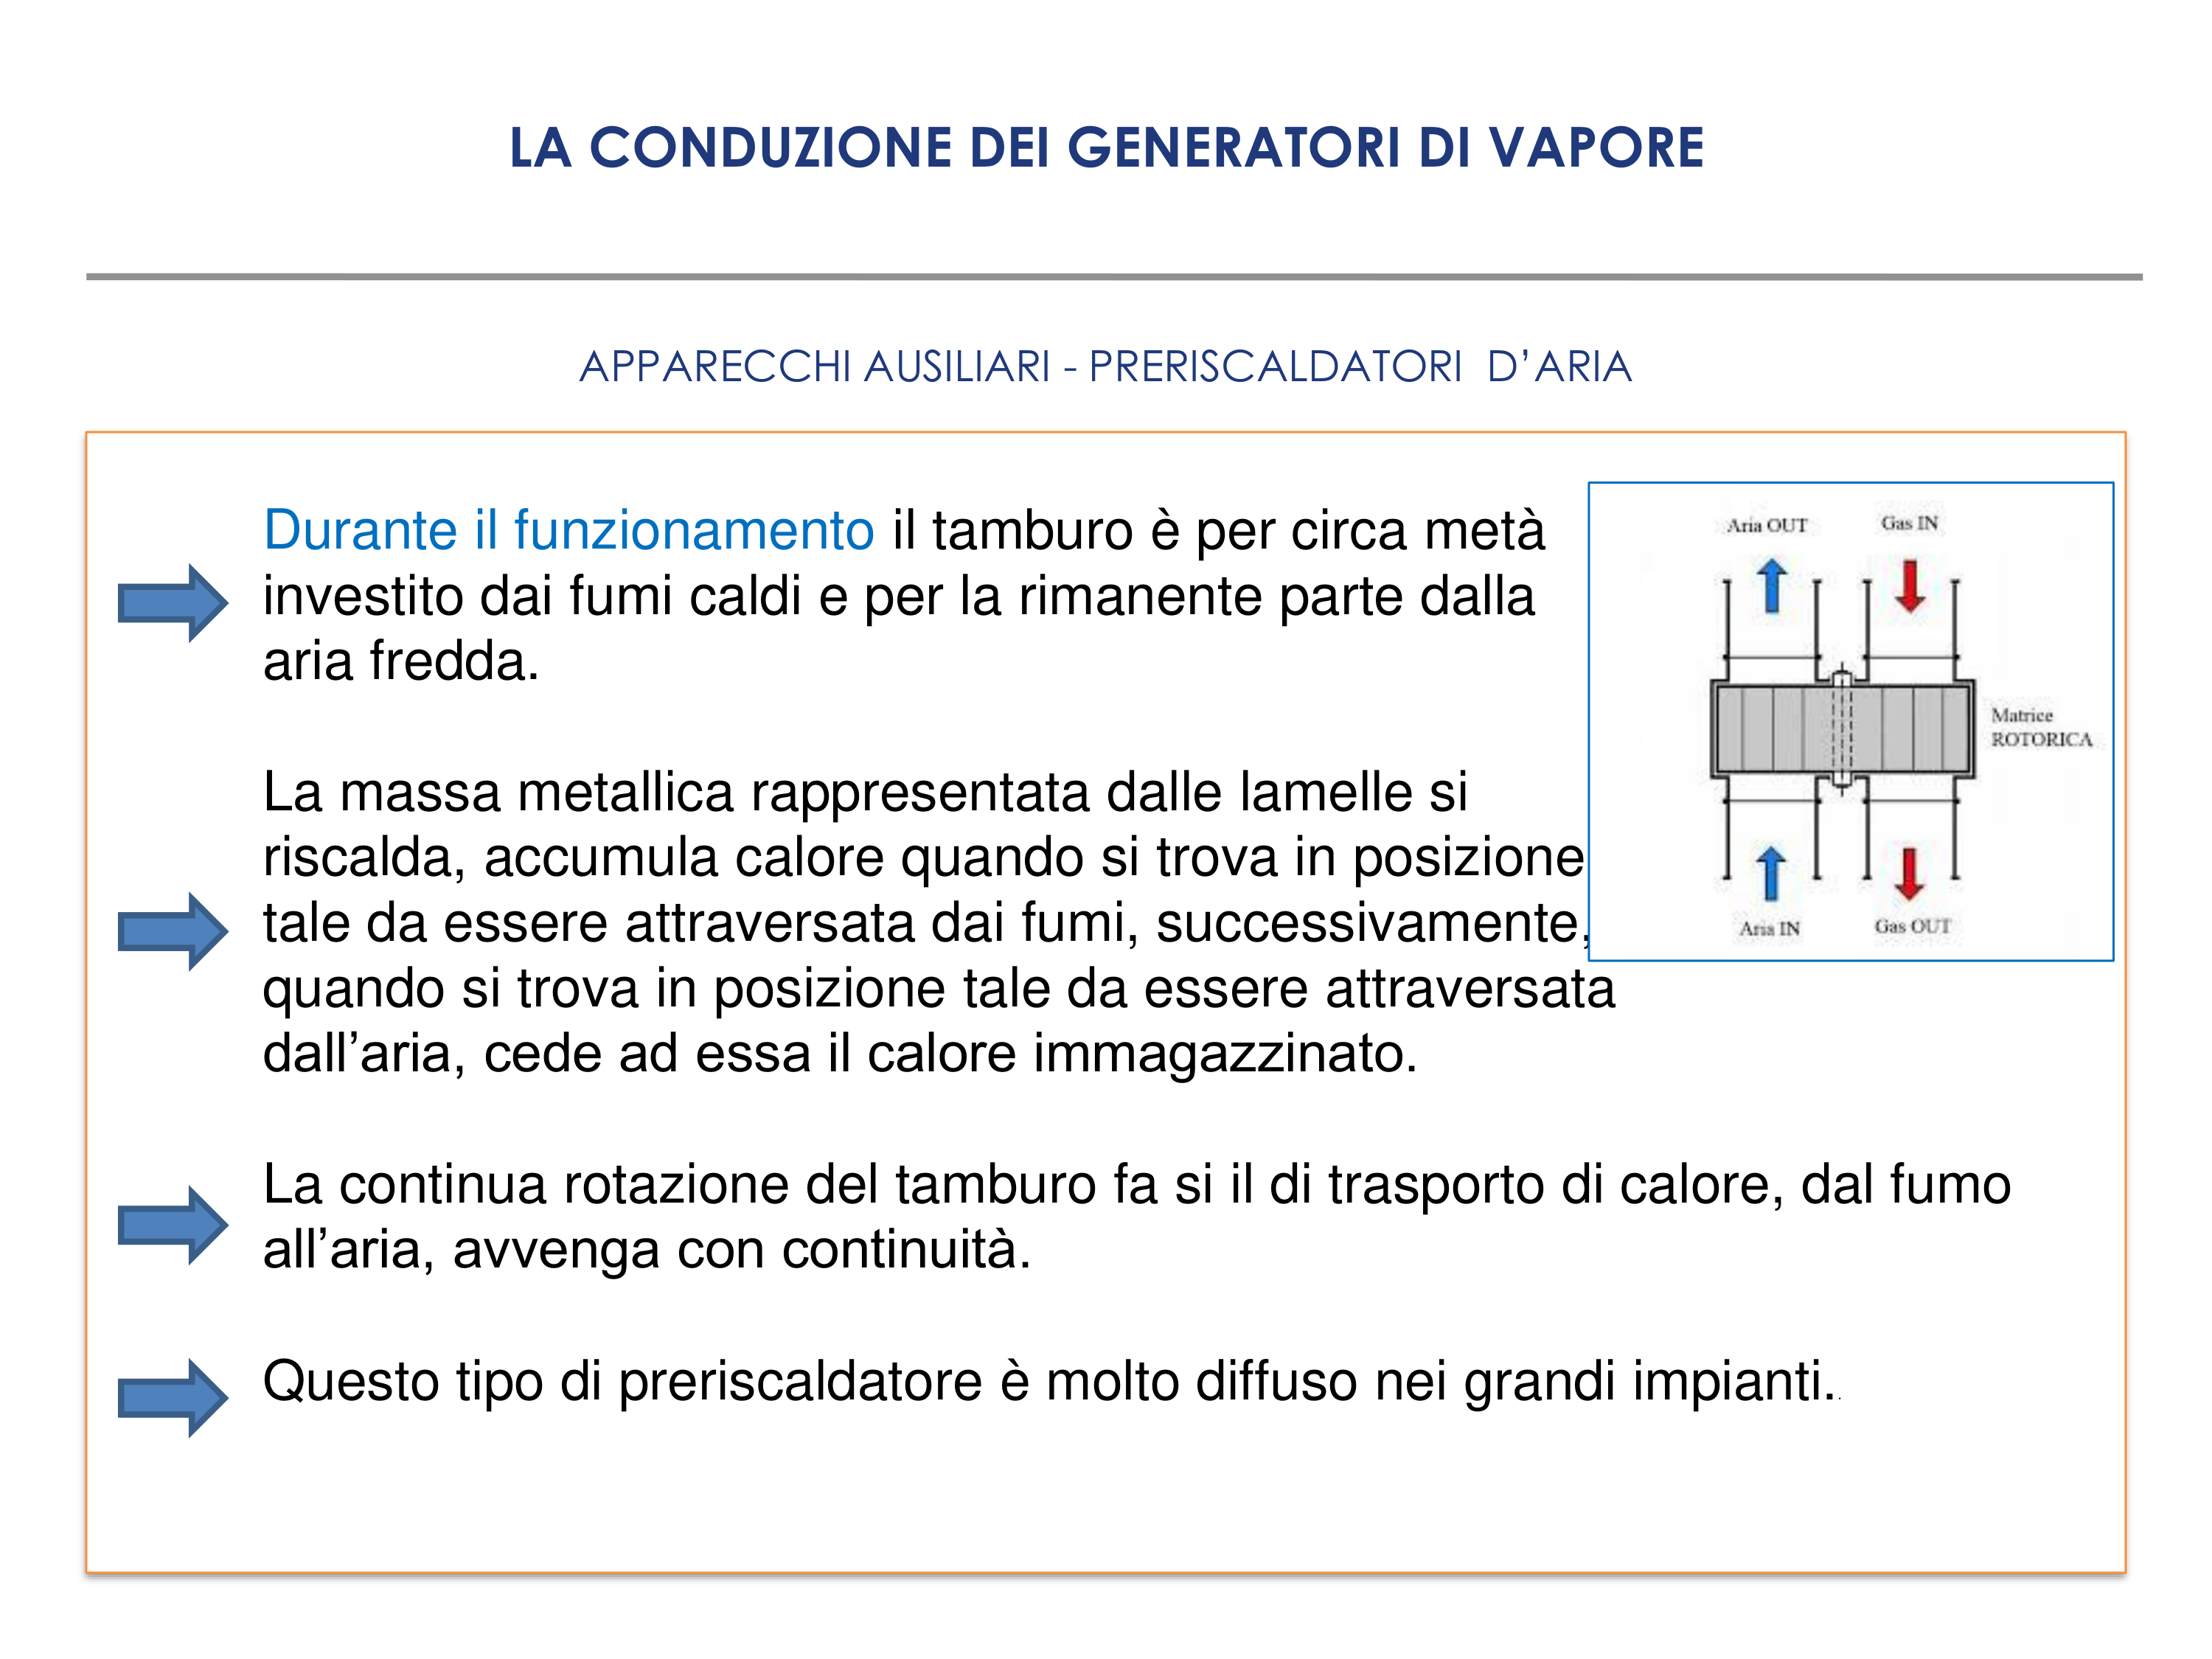 LA CONDUZIONE DEI GENERATORI DI VAPORE
APPARECCHI AUSILIARI - PRERISCALDATORI D’ARIA
Durante il funzionamento il tamburo è per circa metà
investito dai fumi caldi e per la rimanente parte dalla
aria fredda.
La massa metallica rappresentata dalle lamelle si
riscalda, accumula calore quando si trova in posizione
tale da essere attraversata dai fumi, successivamente,
quando si trova in posizione tale da essere attraversata
dall’aria, cede ad essa il calore immagazzinato.
La continua rotazione del tamburo fa si il di trasporto di calore, dal fumo
all’aria, avvenga con continuità.
Questo tipo di preriscaldatore è molto diffuso nei grandi impianti..
Aria OUT
Gas IN
Matrice
ROTORICA
Aria IN
Gas OUT